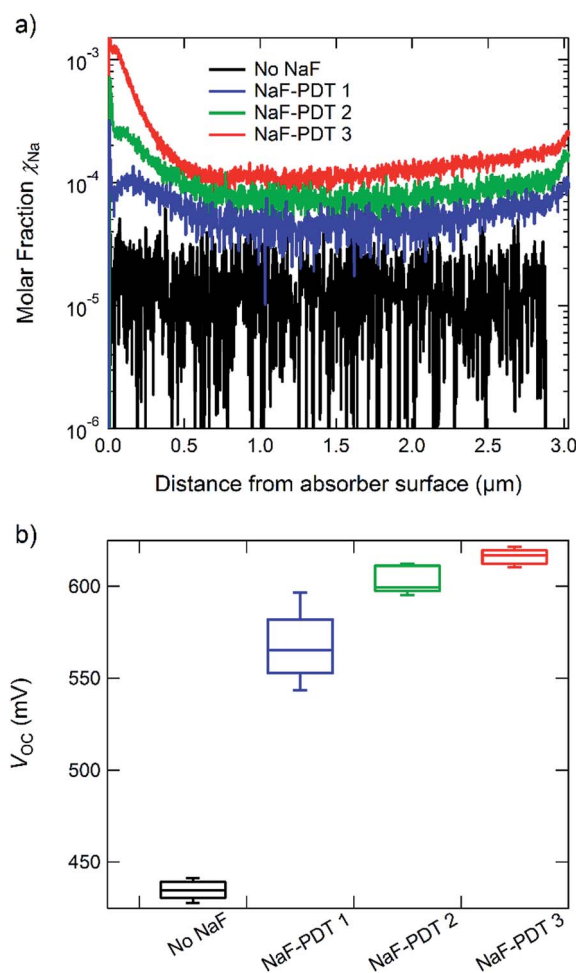 a)
10⁻³
10⁻⁴
10⁻⁵
10⁻⁶
Molar Fraction χNa
No NaF
NaF-PDT 1
NaF-PDT 2
NaF-PDT 3
0.0 0.5 1.0 1.5 2.0 2.5 3.0
Distance from absorber surface (µm)
b)
600
550
500
450
VOC (mV)
No NaF
NaF-PDT 1
NaF-PDT 2
NaF-PDT 3